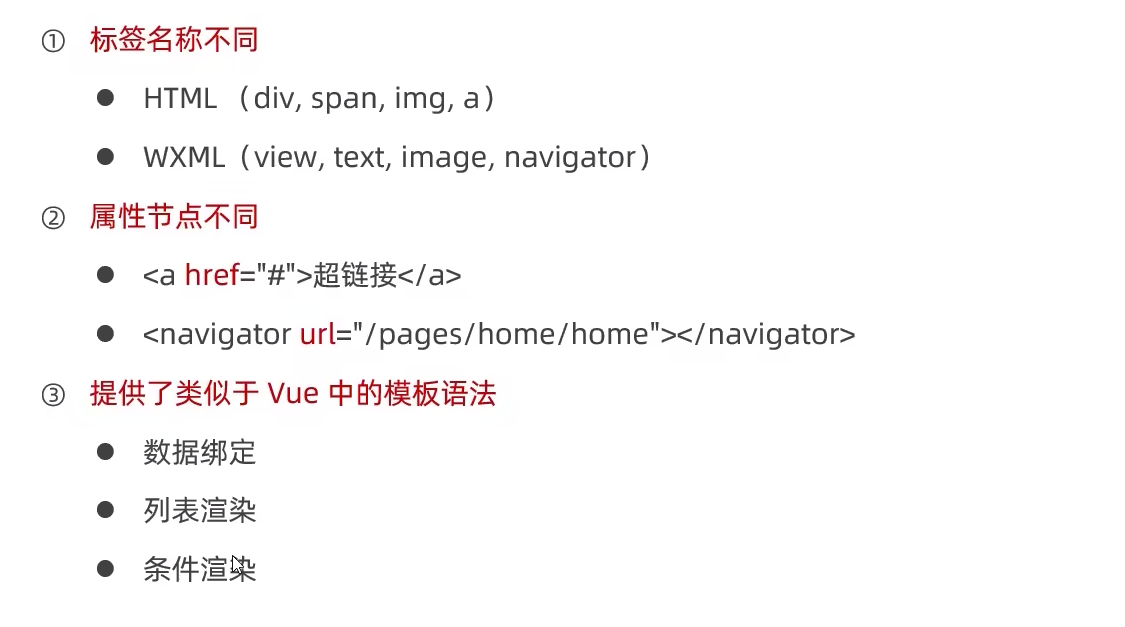 ① 标签名称不同
● HTML （div, span, img, a）
● WXML（view, text, image, navigator）
② 属性节点不同
● <a href="#">超链接</a>
● <navigator url="/pages/home/home"></navigator>
③ 提供了类似于 Vue 中的模板语法
● 数据绑定
● 列表渲染
● 条件渲染